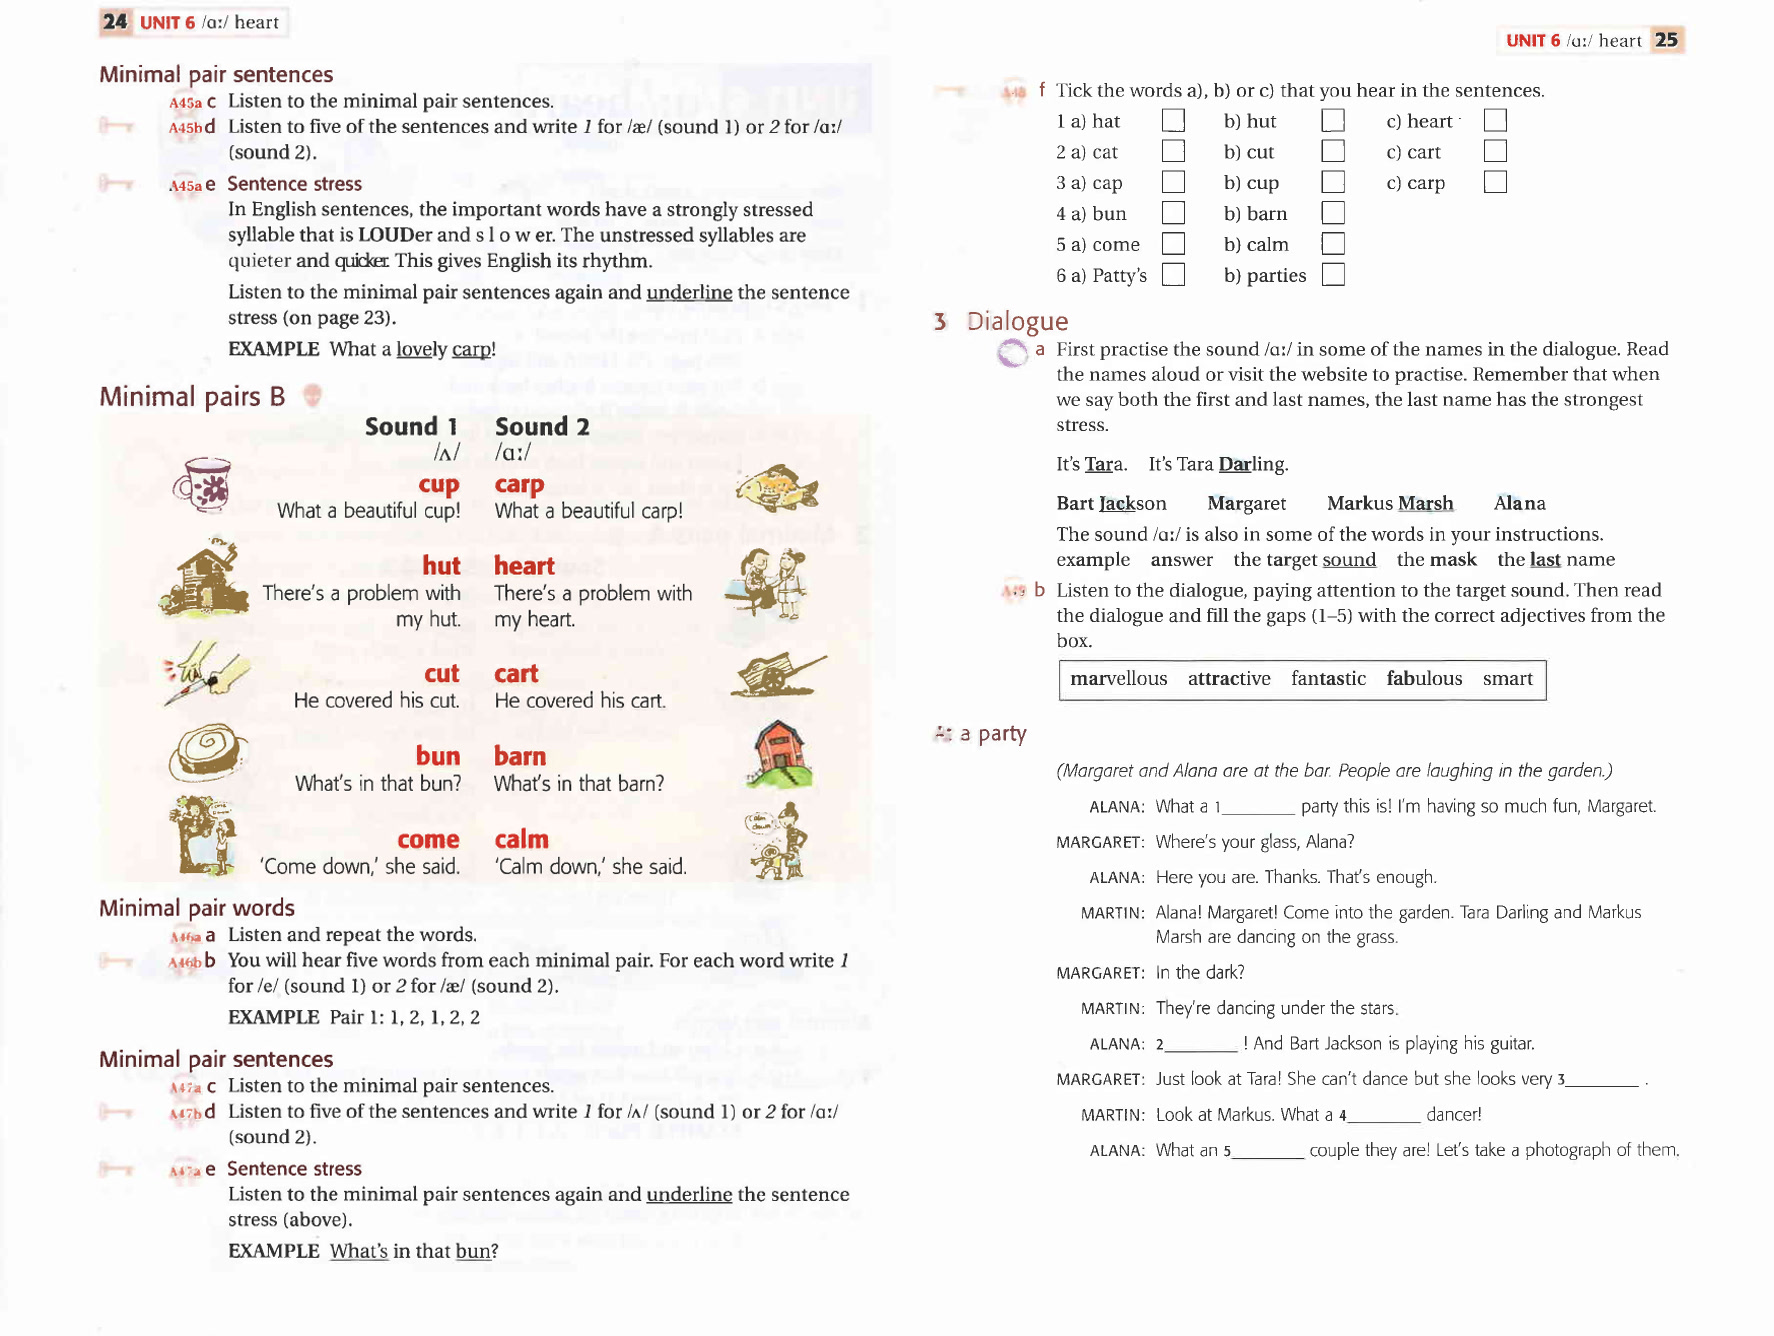 24 UNIT 6 /ɑː/ heart
Minimal pair sentences
A45a c Listen to the minimal pair sentences.
A45b d Listen to five of the sentences and write 1 for /æ/ (sound 1) or 2 for /ɑː/
(sound 2).
A45a e Sentence stress
In English sentences, the important words have a strongly stressed
syllable that is LOUDer and s l o w er. The unstressed syllables are
quieter and quicker. This gives English its rhythm.
Listen to the minimal pair sentences again and underline the sentence
stress (on page 23).
EXAMPLE What a lovely carp!
Minimal pairs B
Sound 1 Sound 2
/ʌ/ /ɑː/
cup carp
What a beautiful cup! What a beautiful carp!
hut heart
There's a problem with There's a problem with
my hut. my heart.
cut cart
He covered his cut. He covered his cart.
bun barn
What's in that bun? What's in that barn?
come calm
'Come down,' she said. 'Calm down,' she said.
Minimal pair words
A46a a Listen and repeat the words.
A46b b You will hear five words from each minimal pair. For each word write 1
for /e/ (sound 1) or 2 for /æ/ (sound 2).
EXAMPLE Pair 1: 1, 2, 1, 2, 2
Minimal pair sentences
A47a c Listen to the minimal pair sentences.
A47b d Listen to five of the sentences and write 1 for /ʌ/ (sound 1) or 2 for /ɑː/
(sound 2).
A47a e Sentence stress
Listen to the minimal pair sentences again and underline the sentence
stress (above).
EXAMPLE What's in that bun?
UNIT 6 /ɑː/ heart 25
A48 f Tick the words a), b) or c) that you hear in the sentences.
1 a) hat b) hut c) heart
2 a) cat b) cut c) cart
3 a) cap b) cup c) carp
4 a) bun b) barn
5 a) come b) calm
6 a) Patty's b) parties
3 Dialogue
a First practise the sound /ɑː/ in some of the names in the dialogue. Read
the names aloud or visit the website to practise. Remember that when
we say both the first and last names, the last name has the strongest
stress.
It's Tara. It's Tara Darling.
Bart Jackson Margaret Markus Marsh Alana
The sound /ɑː/ is also in some of the words in your instructions.
example answer the target sound the mask the last name
A49 b Listen to the dialogue, paying attention to the target sound. Then read
the dialogue and fill the gaps (1–5) with the correct adjectives from the
box.
marvellous attractive fantastic fabulous smart
At a party
(Margaret and Alana are at the bar. People are laughing in the garden.)
ALANA: What a 1________ party this is! I'm having so much fun, Margaret.
MARGARET: Where's your glass, Alana?
ALANA: Here you are. Thanks. That's enough.
MARTIN: Alana! Margaret! Come into the garden. Tara Darling and Markus
Marsh are dancing on the grass.
MARGARET: In the dark?
MARTIN: They're dancing under the stars.
ALANA: 2________ ! And Bart Jackson is playing his guitar.
MARGARET: Just look at Tara! She can't dance but she looks very 3________ .
MARTIN: Look at Markus. What a 4________ dancer!
ALANA: What an 5________ couple they are! Let's take a photograph of them.